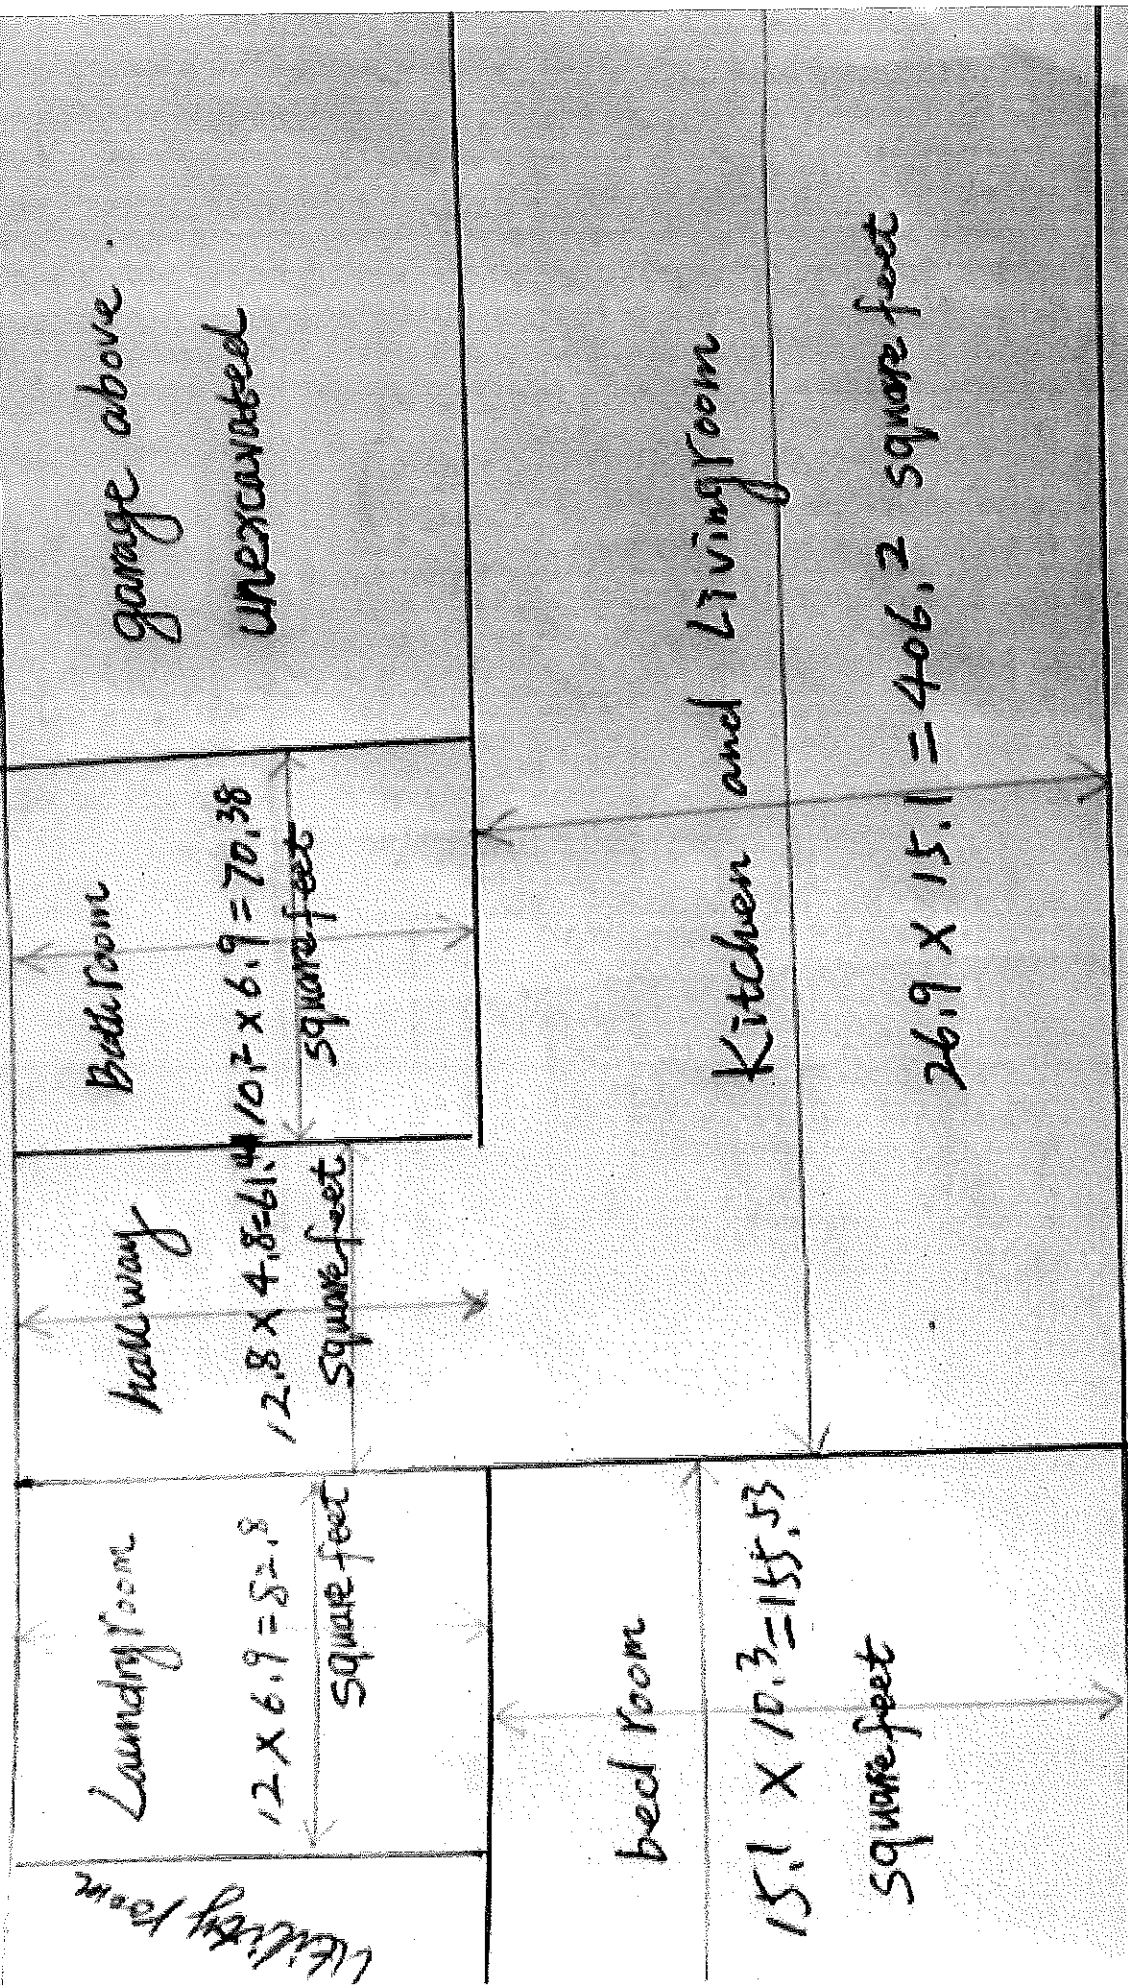 Utility room
Laundry room
12 X 6.9 = 82.8
square feet
hallway
12.8 X 4.8=61.4
square feet
Bathroom
10.2 x 6.9 = 70.38
square feet
garage above.
unexcavated
bed room
15.1 X 10.3=155.53
square feet
Kitchen and Livingroom
26.9 X 15.1 = 406.2 square feet